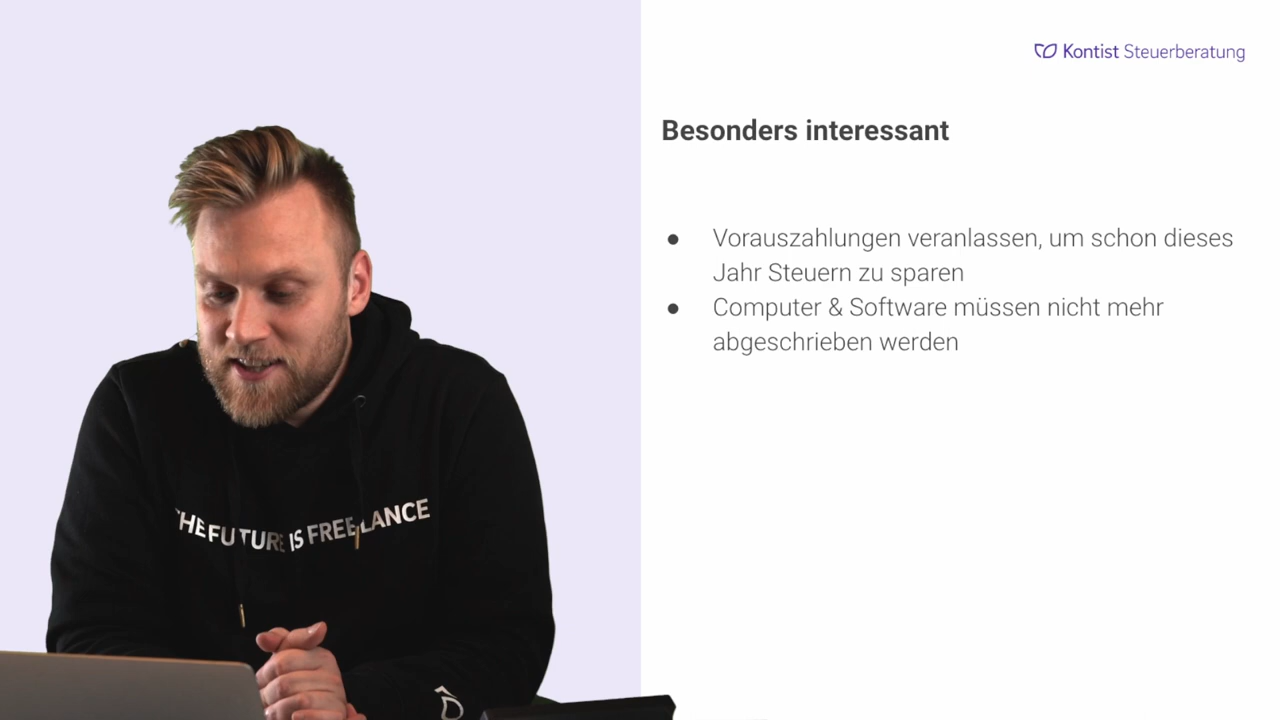 Kontist Steuerberatung
Besonders interessant
● Vorauszahlungen veranlassen, um schon dieses
Jahr Steuern zu sparen
● Computer & Software müssen nicht mehr
abgeschrieben werden
THE FUTURE IS FREELANCE